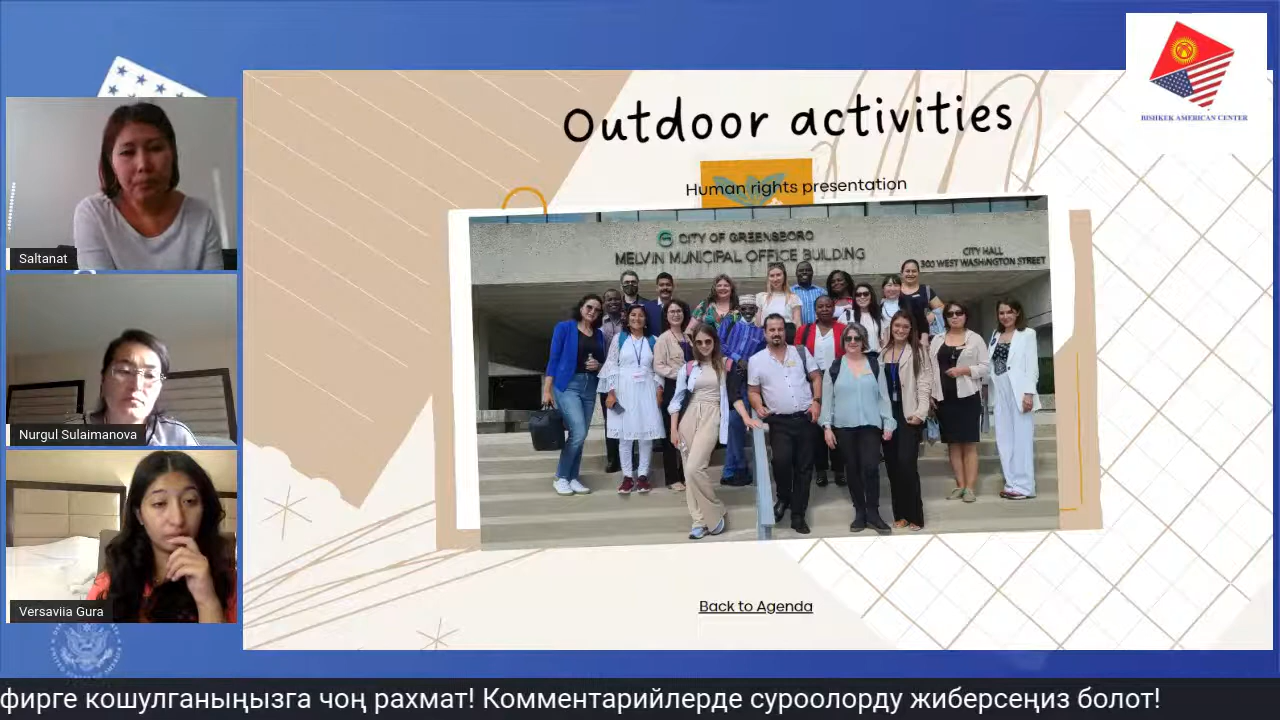 BISHKEK AMERICAN CENTER
Outdoor activities
Human rights presentation
CITY OF GREENSBORO
MELVIN MUNICIPAL OFFICE BUILDING
CITY HALL
300 WEST WASHINGTON STREET
Saltanat
Nurgul Sulaimanova
Versaviia Gura
Back to Agenda
фирге кошулганыңызга чоң рахмат! Комментарийлерде суроолорду жиберсеңиз болот!